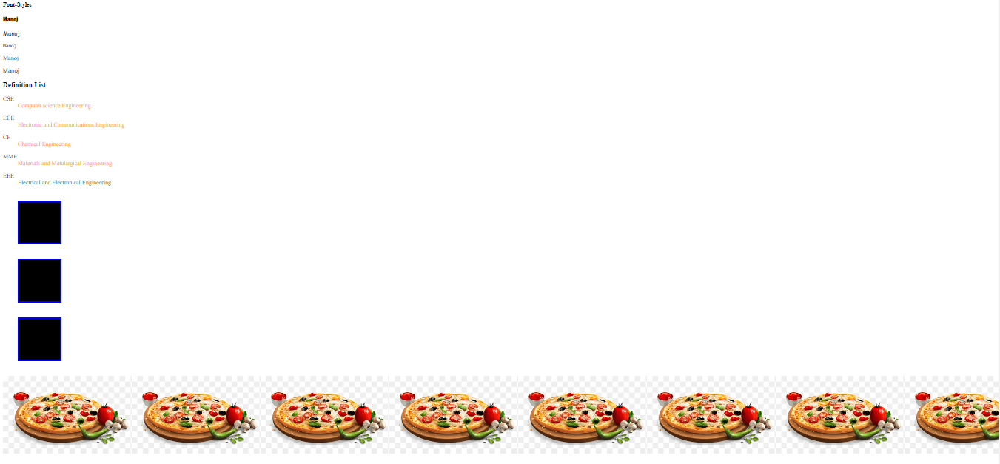 Font-Styles
Manoj
Manoj
Manoj
Manoj
Manoj
Definition List
CSE
Computer science Engineering
ECE
Electronic and Communications Engineering
CE
Chemical Engineering
MME
Materials and Metalargical Engineering
EEE
Electrical and Electronical Engineering